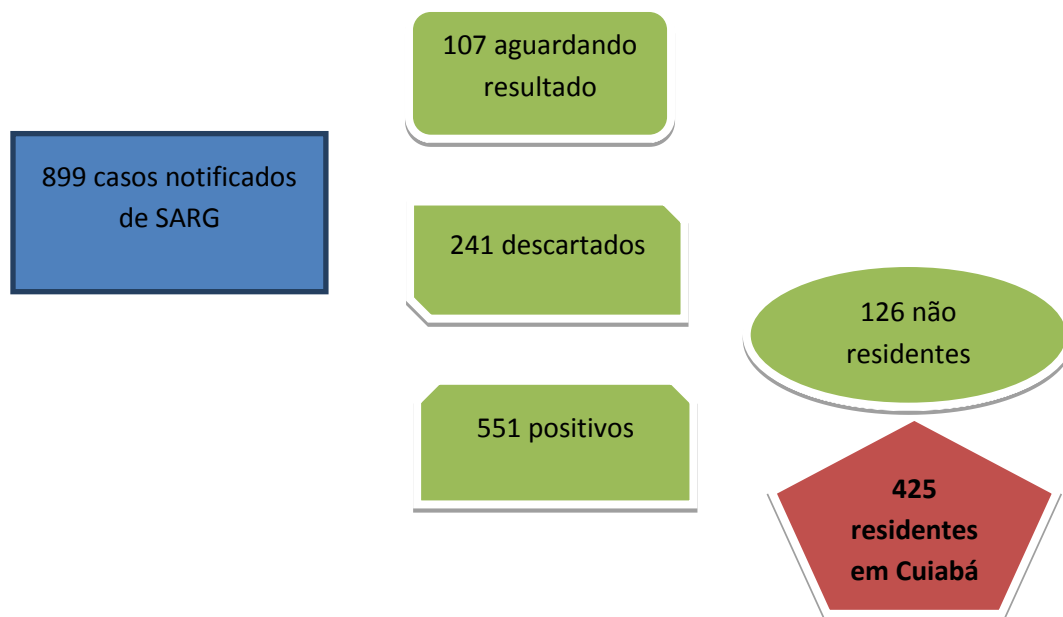 899 casos notificados
de SARG
107 aguardando
resultado
241 descartados
551 positivos
126 não
residentes
425
residentes
em Cuiabá